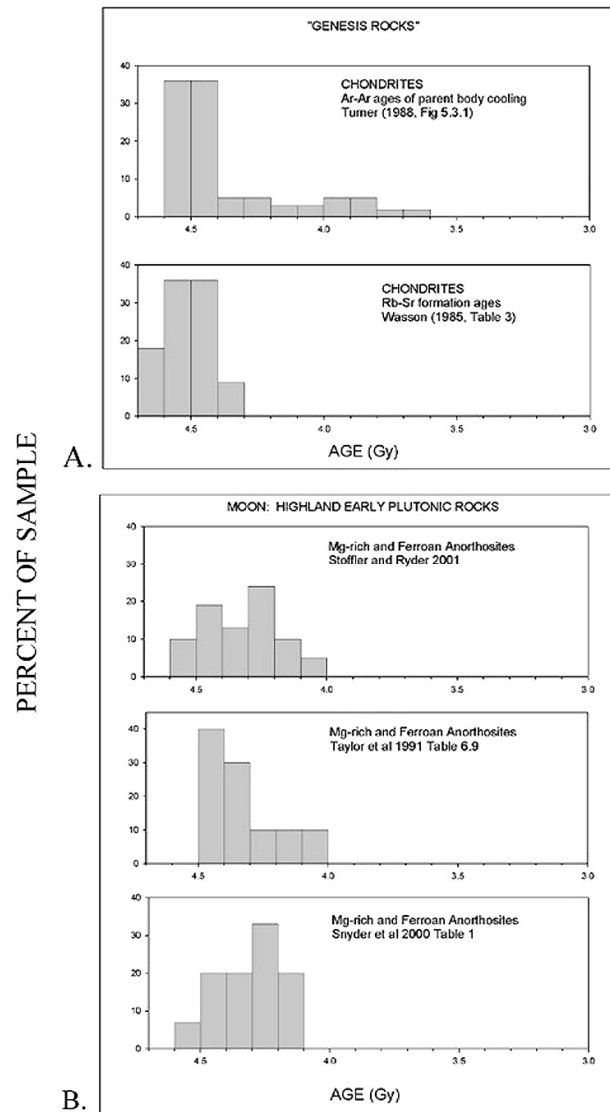 "GENESIS ROCKS"
CHONDRITES
Ar-Ar ages of parent body cooling
Turner (1988, Fig 5.3.1)
40
30
20
10
0
4.5 4.0 3.5 3.0
CHONDRITES
Rb-Sr formation ages
Wasson (1985, Table 3)
40
30
20
10
0
4.5 4.0 3.5 3.0
AGE (Gy)
A.
PERCENT OF SAMPLE
MOON: HIGHLAND EARLY PLUTONIC ROCKS
Mg-rich and Ferroan Anorthosites
Stoffler and Ryder 2001
40
30
20
10
0
4.5 4.0 3.5 3.0
Mg-rich and Ferroan Anorthosites
Taylor et al 1991 Table 6.9
40
30
20
10
0
4.5 4.0 3.5 3.0
Mg-rich and Ferroan Anorthosites
Snyder et al 2000 Table 1
40
30
20
10
0
4.5 4.0 3.5 3.0
AGE (Gy)
B.